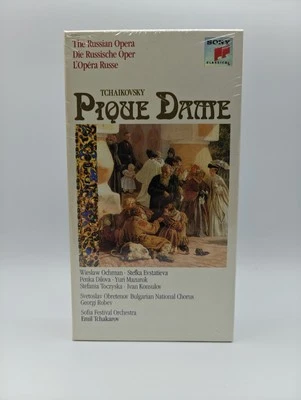 The Russian Opera
Die Russische Oper
L'Opéra Russe
SONY
CLASSICAL
TCHAIKOVSKY
PIQUE DAME
Wiesław Ochman · Stefka Evstatieva
Penka Dilova · Yuri Mazurok
Stefania Toczyska · Ivan Konsulov
Svetoslav Obretenov Bulgarian National Chorus
Georgi Robev
Sofia Festival Orchestra
Emil Tchakarov